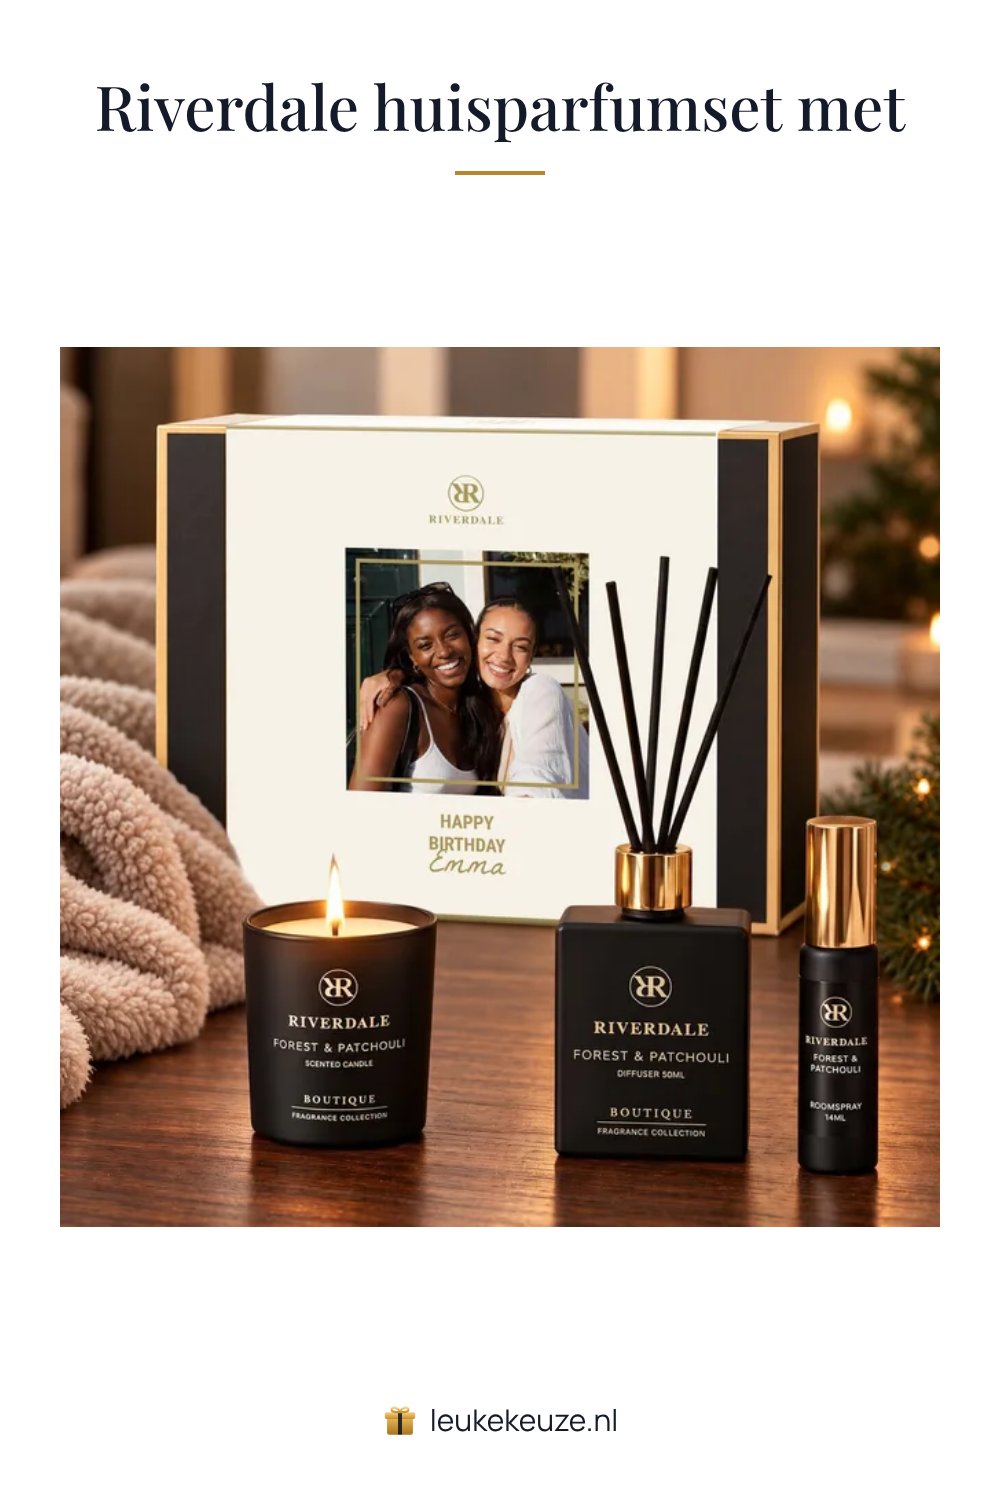 Riverdale huisparfumset met
RIVERDALE
HAPPY
BIRTHDAY
Emma
RIVERDALE
FOREST & PATCHOULI
SCENTED CANDLE
BOUTIQUE
FRAGRANCE COLLECTION
RIVERDALE
FOREST & PATCHOULI
DIFFUSER 50ML
BOUTIQUE
FRAGRANCE COLLECTION
RIVERDALE
FOREST &
PATCHOULI
ROOMSPRAY
14ML
leukekeuze.nl